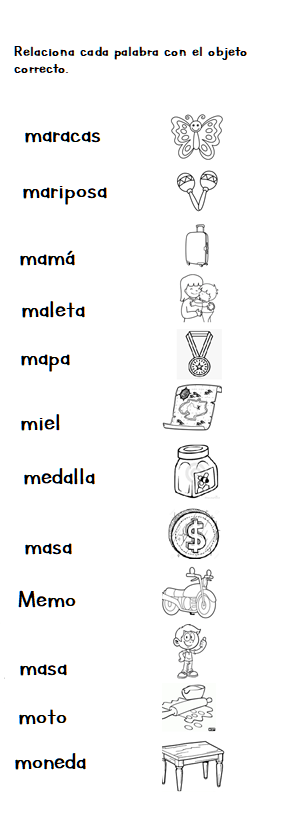 Relaciona cada palabra con el objeto
correcto.
maracas
mariposa
mamá
maleta
mapa
miel
medalla
masa
Memo
masa
moto
moneda
$